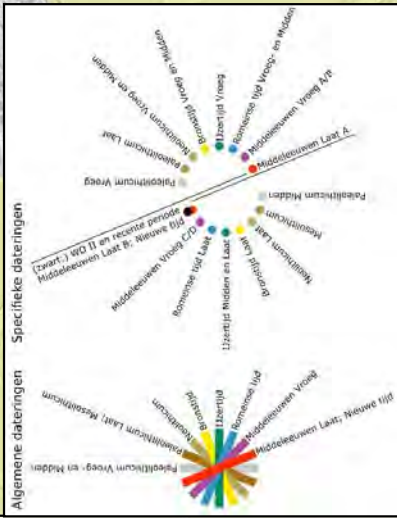 Algemene dateringen
Paleolithicum Vroeg- en Midden
Paleolithicum Laat; Mesolithicum
Neolithicum
Bronstijd
IJzertijd
Romeinse tijd
Middeleeuwen Vroeg
Middeleeuwen Laat; Nieuwe tijd
Specifieke dateringen
Paleolithicum Vroeg
Paleolithicum Laat
Neolithicum Vroeg en Midden
Bronstijd Vroeg en Midden
IJzertijd Vroeg
Romeinse tijd Vroeg- en Midden
Middeleeuwen Vroeg A/B
Middeleeuwen Laat A
Paleolithicum Midden
Mesolithicum
Neolithicum Laat
Bronstijd Laat
IJzertijd Midden en Laat
Romeinse tijd Laat
Middeleeuwen Vroeg C/D
Middeleeuwen Laat B; Nieuwe tijd
(zwart:) WO II en recente periode